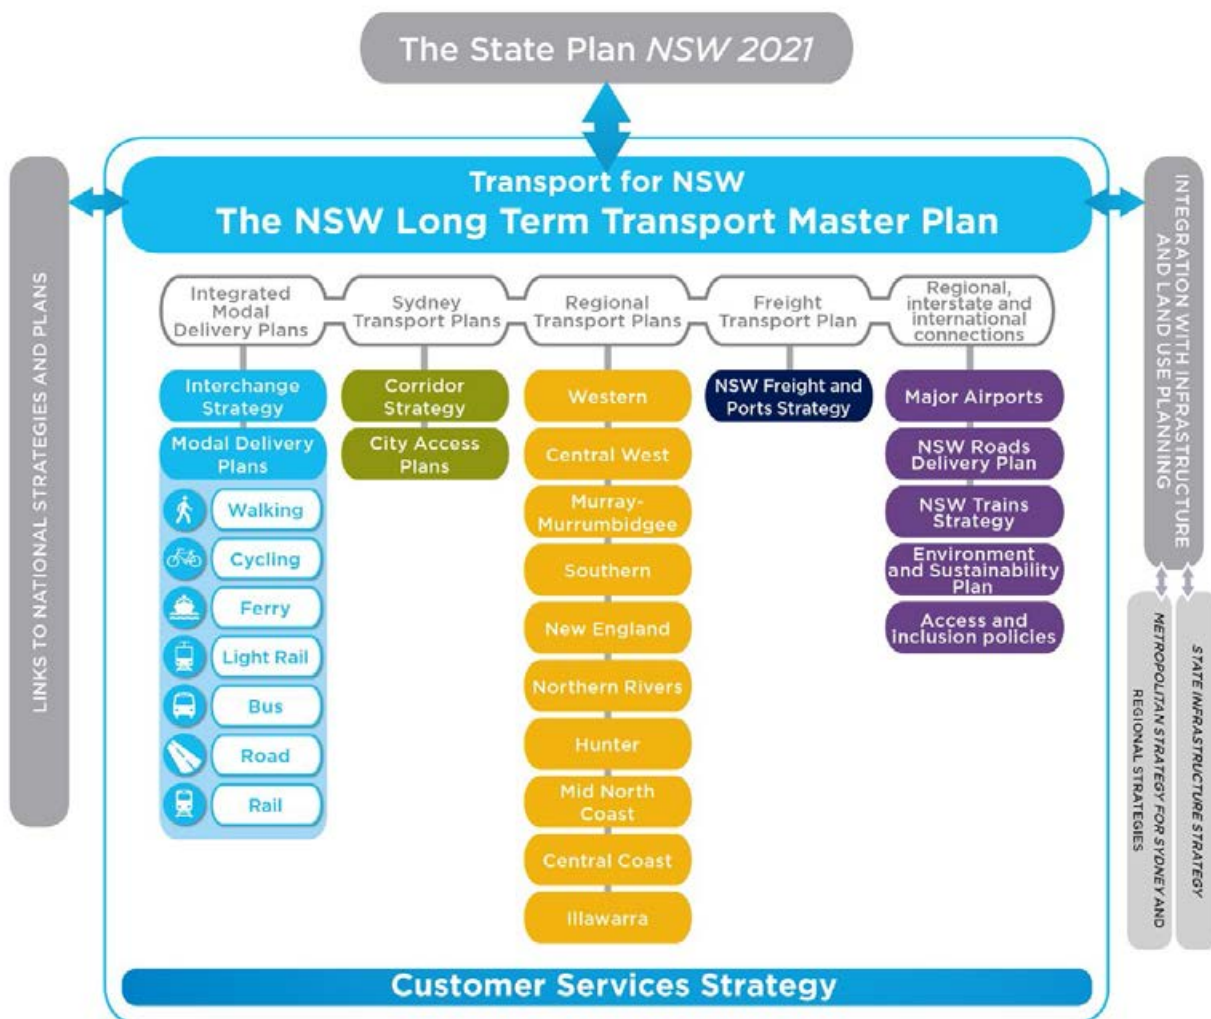 The State Plan NSW 2021
LINKS TO NATIONAL STRATEGIES AND PLANS
Transport for NSW
The NSW Long Term Transport Master Plan
Integrated
Modal
Delivery Plans
Sydney
Transport Plans
Regional
Transport Plans
Freight
Transport Plan
Regional,
interstate and
international
connections
Interchange
Strategy
Modal Delivery
Plans
Walking
Cycling
Ferry
Light Rail
Bus
Road
Rail
Corridor
Strategy
City Access
Plans
Western
Central West
Murray-
Murrumbidgee
Southern
New England
Northern Rivers
Hunter
Mid North
Coast
Central Coast
Illawarra
NSW Freight and
Ports Strategy
Major Airports
NSW Roads
Delivery Plan
NSW Trains
Strategy
Environment
and Sustainability
Plan
Access and
inclusion policies
INTEGRATION WITH INFRASTRUCTURE
AND LAND USE PLANNING
STATE INFRASTRUCTURE STRATEGY
METROPOLITAN STRATEGY FOR SYDNEY AND
REGIONAL STRATEGIES
Customer Services Strategy